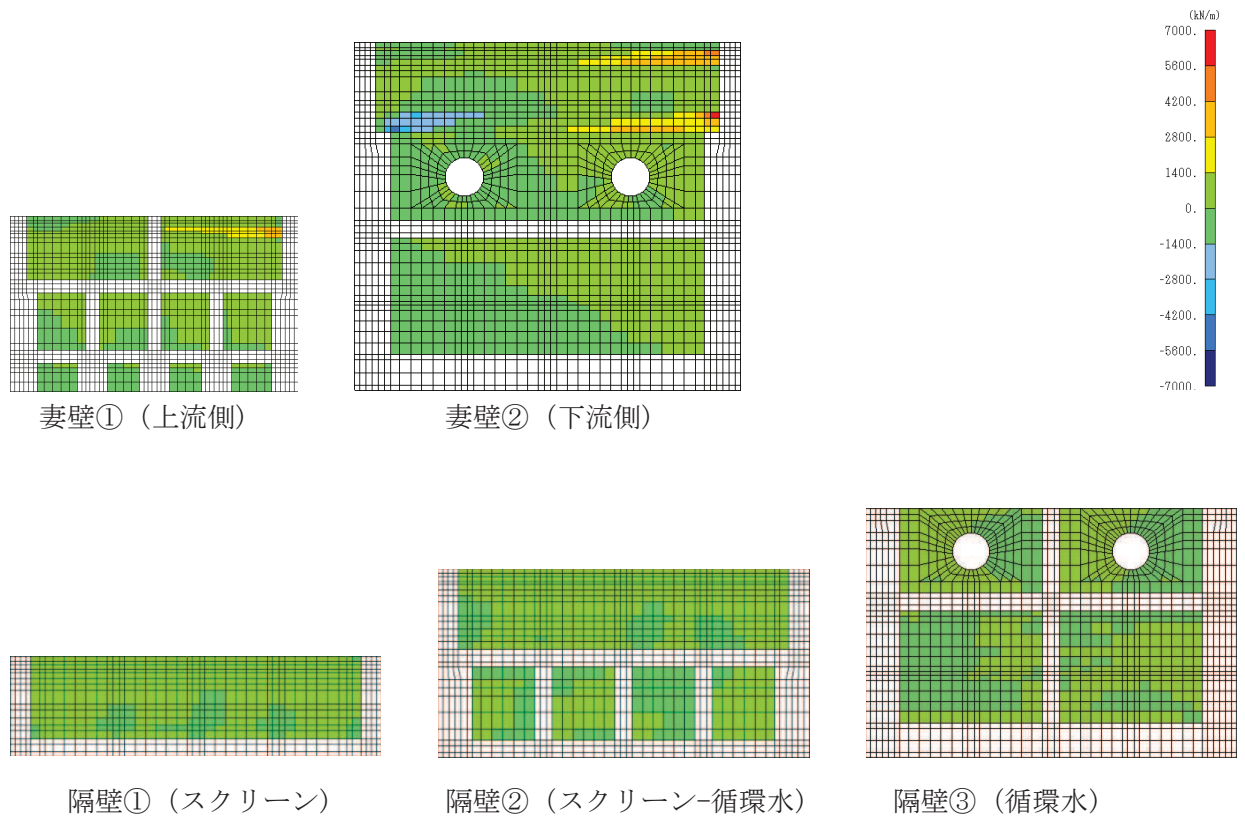 (kN/m)
7000.
5600.
4200.
2800.
1400.
0.
-1400.
-2800.
-4200.
-5600.
-7000.
妻壁①（上流側）
妻壁②（下流側）
隔壁①（スクリーン）
隔壁②（スクリーン-循環水）
隔壁③（循環水）